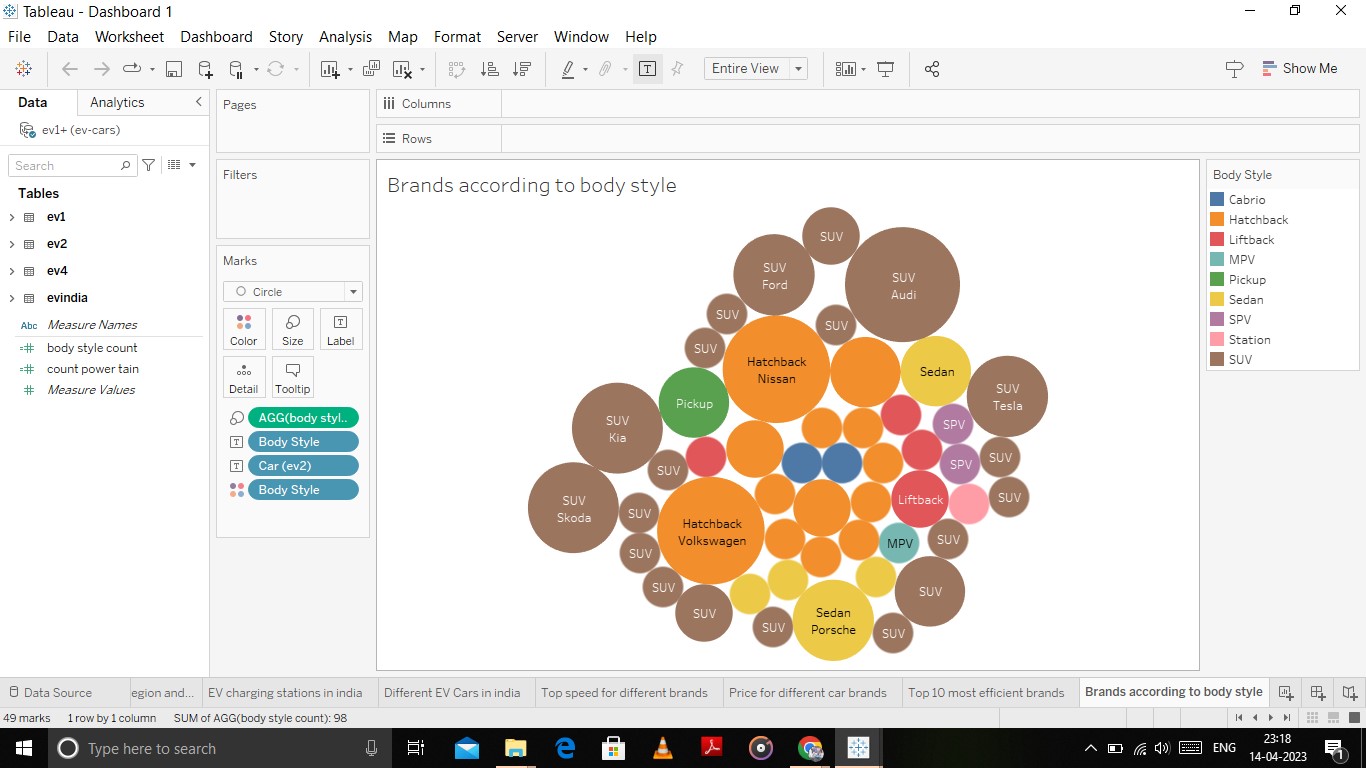 Tableau - Dashboard 1
File Data Worksheet Dashboard Story Analysis Map Format Server Window Help
Entire View
Show Me
Data
Analytics
ev1+ (ev-cars)
Search
Tables
ev1
ev2
ev4
evindia
Abc Measure Names
body style count
count power tain
Measure Values
Pages
Filters
Marks
Circle
Color
Size
Label
Detail
Tooltip
AGG(body styl..
Body Style
Car (ev2)
Body Style
Columns
Rows
Brands according to body style
SUV
SUV
Ford
SUV
Audi
SUV
SUV
SUV
Hatchback
Nissan
Sedan
SUV
Tesla
Pickup
SUV
Kia
SPV
SUV
SPV
SUV
SUV
Skoda
SUV
Liftback
SUV
Hatchback
Volkswagen
SUV
MPV
SUV
SUV
SUV
SUV
Sedan
Porsche
SUV
SUV
Body Style
Cabrio
Hatchback
Liftback
MPV
Pickup
Sedan
SPV
Station
SUV
Data Source
egion and...
EV charging stations in india
Different EV Cars in india
Top speed for different brands
Price for different car brands
Top 10 most efficient brands
Brands according to body style
49 marks 1 row by 1 column SUM of AGG(body style count): 98
Type here to search
ENG
23:18
14-04-2023
1